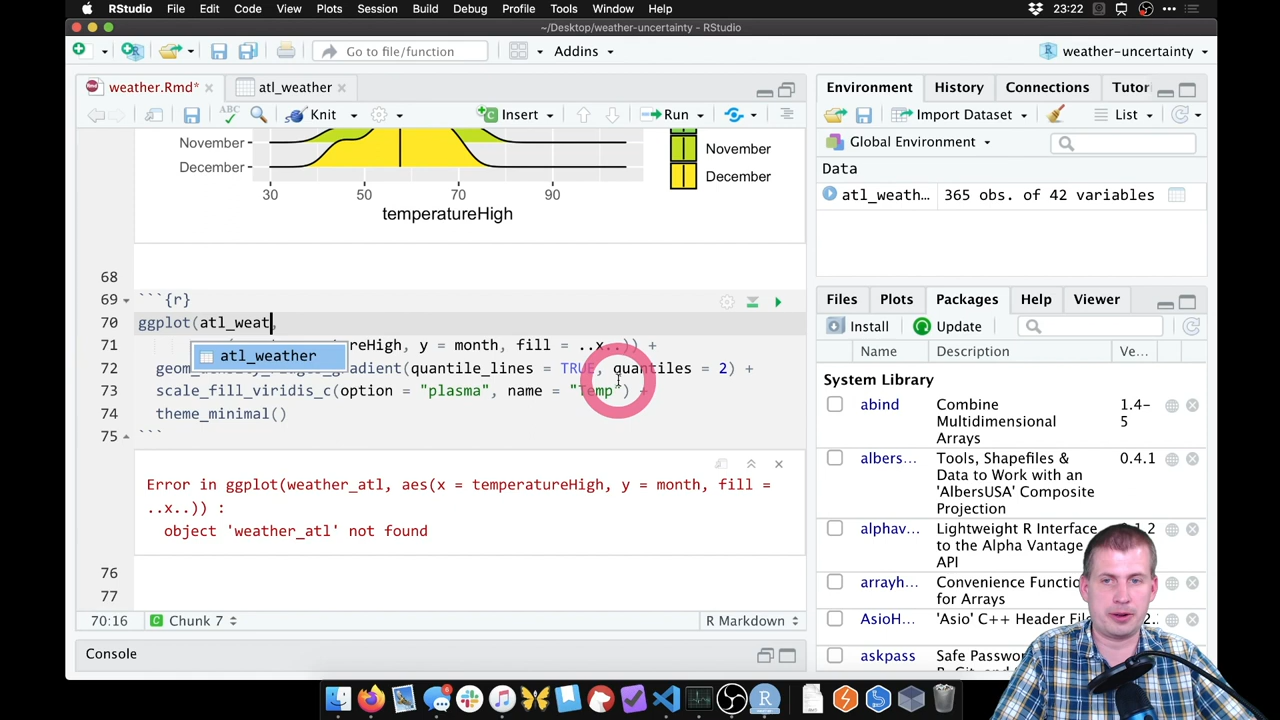 RStudio File Edit Code View Plots Session Build Debug Profile Tools Window Help 23:22
~/Desktop/weather-uncertainty - RStudio
Go to file/function Addins weather-uncertainty
weather.Rmd* atl_weather
Knit Insert Run
ABC
November
December
30 50 70 90
temperatureHigh
November
December
68
69 ```{r}
70 ggplot(atl_weat,
atl_weather
71 reHigh, y = month, fill = ..x..)) +
72 gradient(quantile_lines = TRUE, quantiles = 2) +
73 scale_fill_viridis_c(option = "plasma", name = "Temp") +
74 theme_minimal()
75 ```
Error in ggplot(weather_atl, aes(x = temperatureHigh, y = month, fill =
..x..)) :
object 'weather_atl' not found
76
77
70:16 Chunk 7 R Markdown
Console
Environment History Connections Tutor
Import Dataset List
Global Environment
Data
atl_weath… 365 obs. of 42 variables
Files Plots Packages Help Viewer
Install Update
Name Description Ve…
System Library
abind Combine Multidimensional Arrays 1.4-5
albers… Tools, Shapefiles & Data to Work with an 'AlbersUSA' Composite Projection 0.4.1
alphav… Lightweight R Interface to the Alpha Vantage API
arrayh… Convenience Functio for Arrays
AsioH… 'Asio' C++ Header File
askpass Safe Passwor